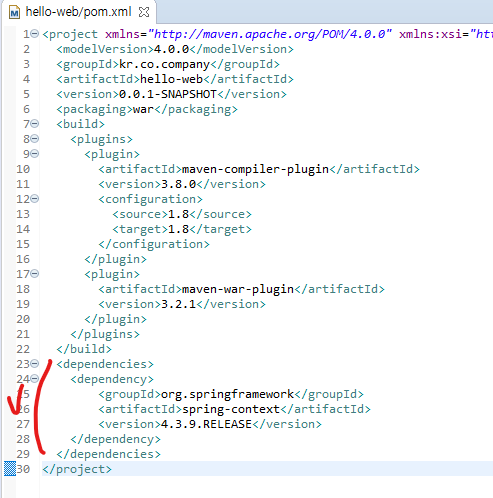 hello-web/pom.xml
1 <project xmlns="http://maven.apache.org/POM/4.0.0" xmlns:xsi="ht
2 <modelVersion>4.0.0</modelVersion>
3 <groupId>kr.co.company</groupId>
4 <artifactId>hello-web</artifactId>
5 <version>0.0.1-SNAPSHOT</version>
6 <packaging>war</packaging>
7 <build>
8 <plugins>
9 <plugin>
10 <artifactId>maven-compiler-plugin</artifactId>
11 <version>3.8.0</version>
12 <configuration>
13 <source>1.8</source>
14 <target>1.8</target>
15 </configuration>
16 </plugin>
17 <plugin>
18 <artifactId>maven-war-plugin</artifactId>
19 <version>3.2.1</version>
20 </plugin>
21 </plugins>
22 </build>
23 <dependencies>
24 <dependency>
25 <groupId>org.springframework</groupId>
26 <artifactId>spring-context</artifactId>
27 <version>4.3.9.RELEASE</version>
28 </dependency>
29 </dependencies>
30 </project>